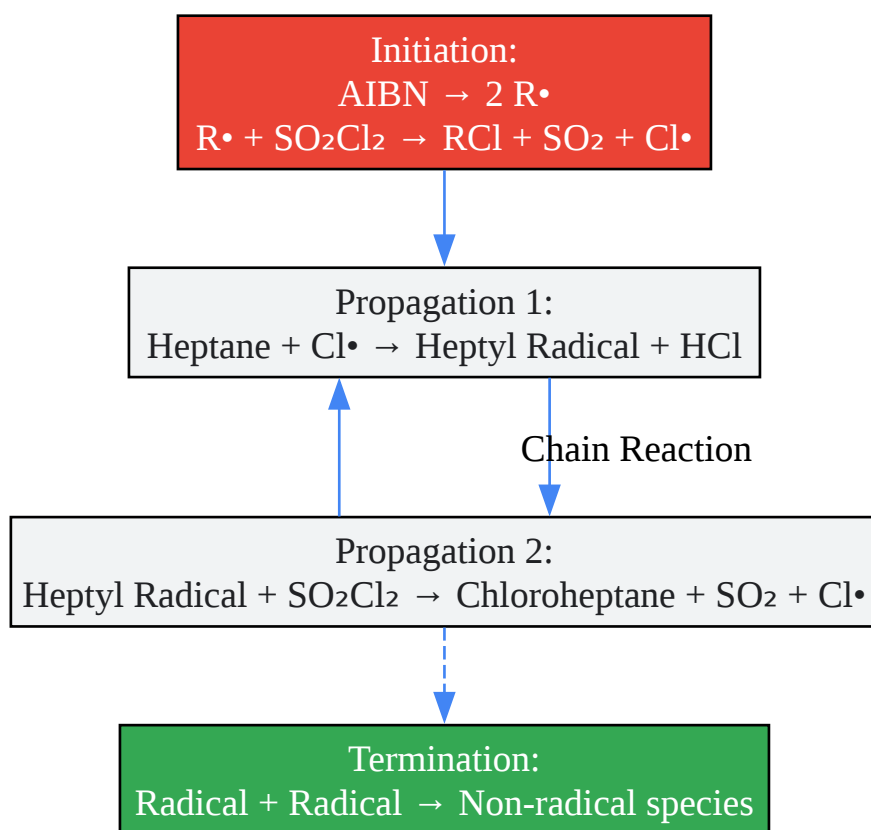 Initiation:
AIBN → 2 R•
R• + SO₂Cl₂ → RCl + SO₂ + Cl•
Propagation 1:
Heptane + Cl• → Heptyl Radical + HCl
Chain Reaction
Propagation 2:
Heptyl Radical + SO₂Cl₂ → Chloroheptane + SO₂ + Cl•
Termination:
Radical + Radical → Non-radical species